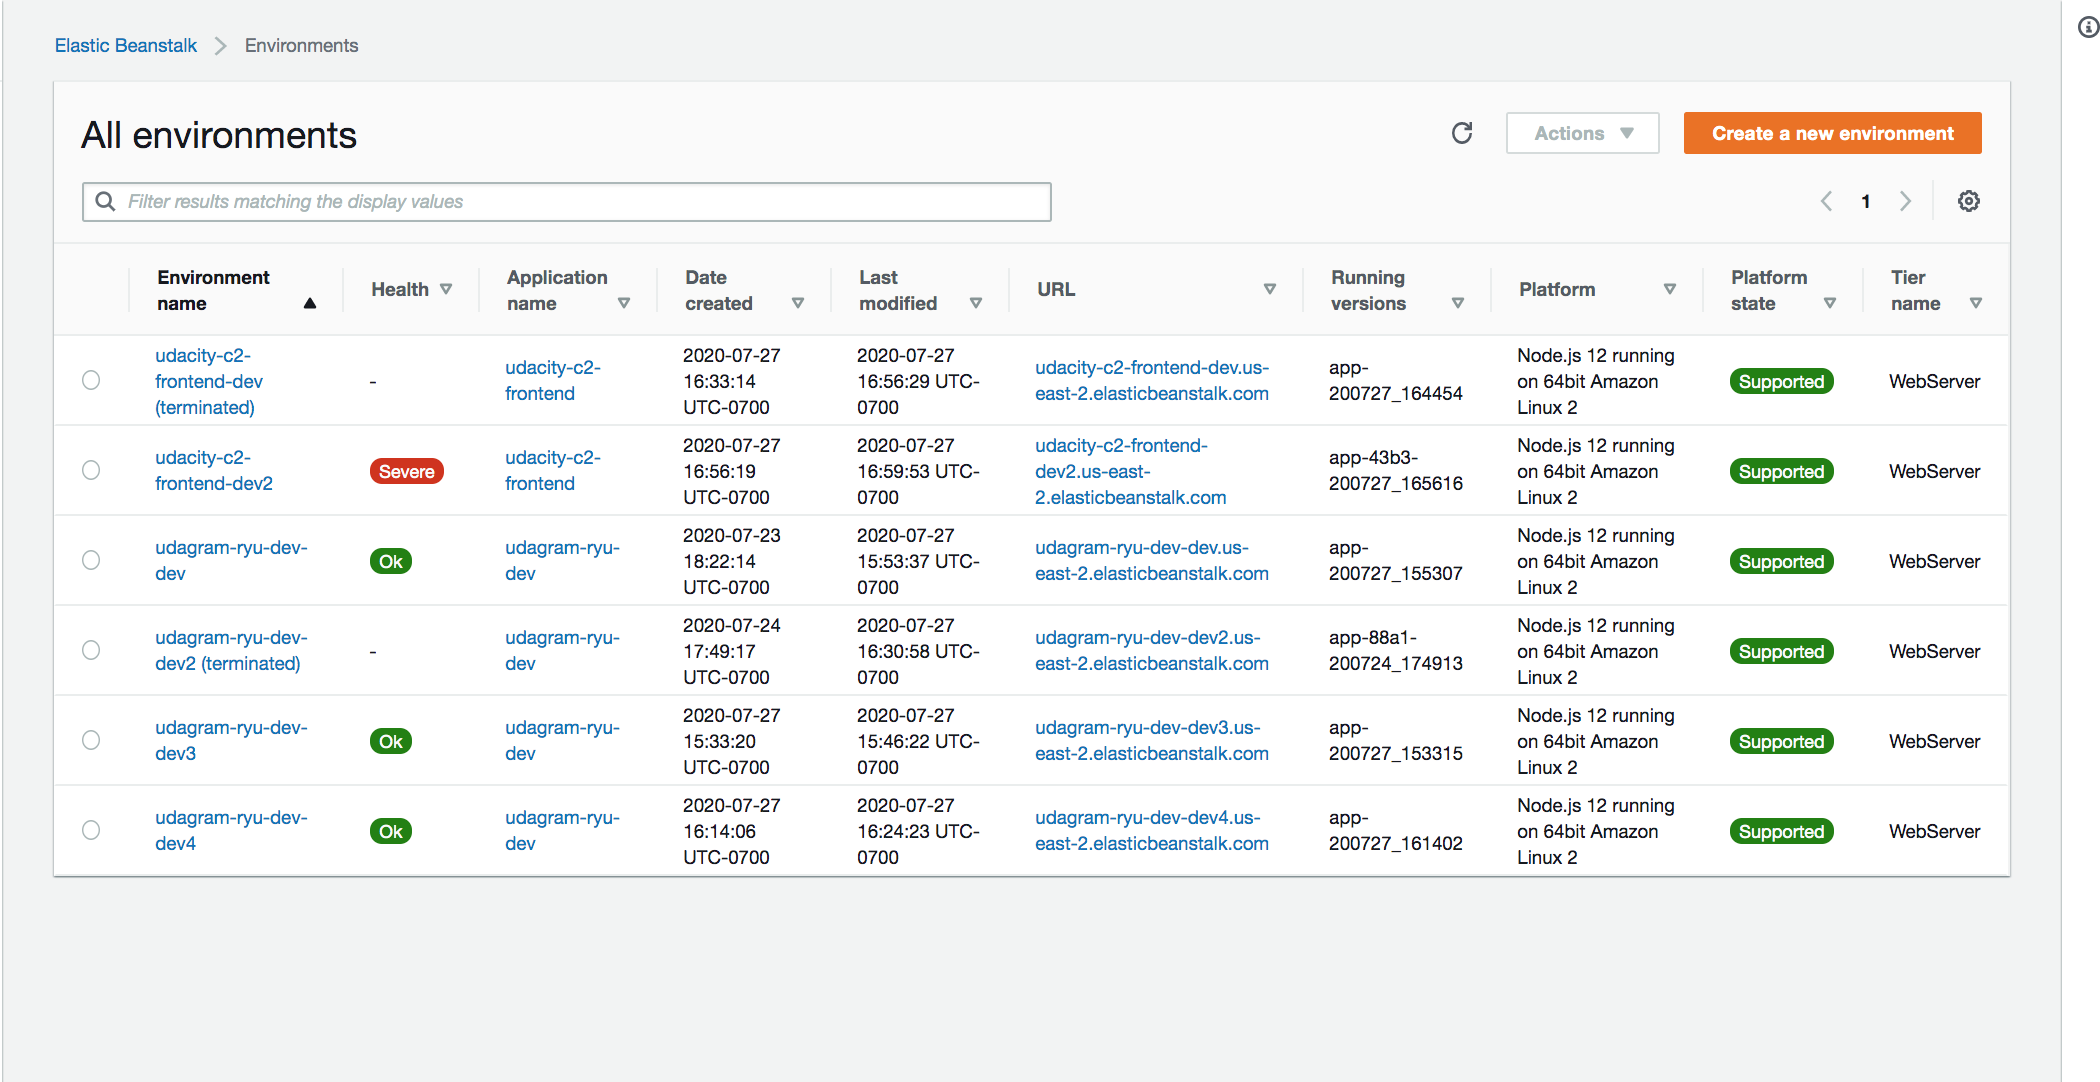 Elastic Beanstalk > Environments
All environments
Actions ▼
Create a new environment
Filter results matching the display values
1
Environment name
Health
Application name
Date created
Last modified
URL
Running versions
Platform
Platform state
Tier name
udacity-c2-
frontend-dev
(terminated)
-
udacity-c2-
frontend
2020-07-27
16:33:14
UTC-0700
2020-07-27
16:56:29 UTC-
0700
udacity-c2-frontend-dev.us-
east-2.elasticbeanstalk.com
app-
200727_164454
Node.js 12 running
on 64bit Amazon
Linux 2
Supported
WebServer
udacity-c2-
frontend-dev2
Severe
udacity-c2-
frontend
2020-07-27
16:56:19
UTC-0700
2020-07-27
16:59:53 UTC-
0700
udacity-c2-frontend-
dev2.us-east-
2.elasticbeanstalk.com
app-43b3-
200727_165616
Node.js 12 running
on 64bit Amazon
Linux 2
Supported
WebServer
udagram-ryu-dev-
dev
Ok
udagram-ryu-
dev
2020-07-23
18:22:14
UTC-0700
2020-07-27
15:53:37 UTC-
0700
udagram-ryu-dev-dev.us-
east-2.elasticbeanstalk.com
app-
200727_155307
Node.js 12 running
on 64bit Amazon
Linux 2
Supported
WebServer
udagram-ryu-dev-
dev2 (terminated)
-
udagram-ryu-
dev
2020-07-24
17:49:17
UTC-0700
2020-07-27
16:30:58 UTC-
0700
udagram-ryu-dev-dev2.us-
east-2.elasticbeanstalk.com
app-88a1-
200724_174913
Node.js 12 running
on 64bit Amazon
Linux 2
Supported
WebServer
udagram-ryu-dev-
dev3
Ok
udagram-ryu-
dev
2020-07-27
15:33:20
UTC-0700
2020-07-27
15:46:22 UTC-
0700
udagram-ryu-dev-dev3.us-
east-2.elasticbeanstalk.com
app-
200727_153315
Node.js 12 running
on 64bit Amazon
Linux 2
Supported
WebServer
udagram-ryu-dev-
dev4
Ok
udagram-ryu-
dev
2020-07-27
16:14:06
UTC-0700
2020-07-27
16:24:23 UTC-
0700
udagram-ryu-dev-dev4.us-
east-2.elasticbeanstalk.com
app-
200727_161402
Node.js 12 running
on 64bit Amazon
Linux 2
Supported
WebServer